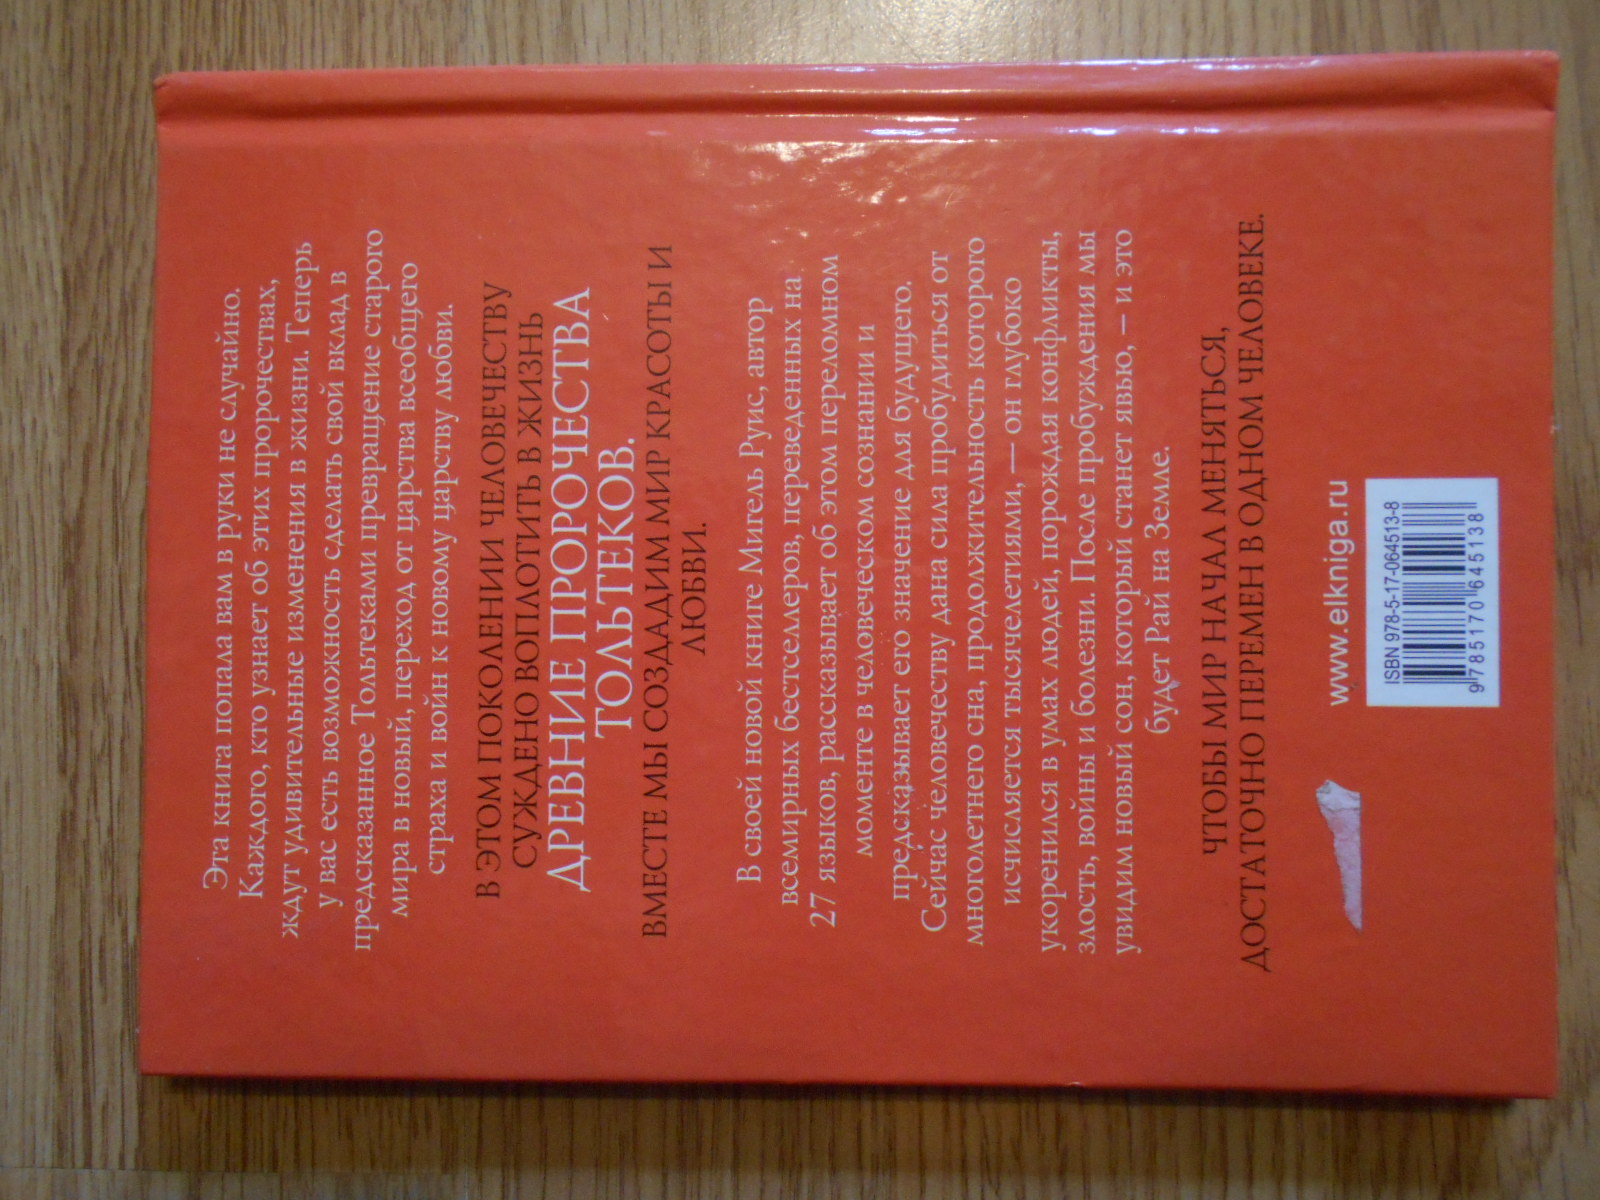 Эта книга попала вам в руки не случайно.
Каждого, кто узнает об этих пророчествах,
ждут удивительные изменения в жизни. Теперь
у вас есть возможность сделать свой вклад в
предсказанное Тольтеками превращение старого
мира в новый, переход от царства всеобщего
страха и войн к новому царству любви.
В ЭТОМ ПОКОЛЕНИИ ЧЕЛОВЕЧЕСТВУ
СУЖДЕНО ВОПЛОТИТЬ В ЖИЗНЬ
ДРЕВНИЕ ПРОРОЧЕСТВА
ТОЛЬТЕКОВ.
ВМЕСТЕ МЫ СОЗДАДИМ МИР КРАСОТЫ И
ЛЮБВИ.
В своей новой книге Мигель Руис, автор
всемирных бестселлеров, переведенных на
27 языков, рассказывает об этом переломном
моменте в человеческом сознании и
предсказывает его значение для будущего.
Сейчас человечеству дана сила пробудиться от
многолетнего сна, продолжительность которого
исчисляется тысячелетиями, — он глубоко
укоренился в умах людей, порождая конфликты,
злость, войны и болезни. После пробуждения мы
увидим новый сон, который станет явью, – и это
будет Рай на Земле.
ЧТОБЫ МИР НАЧАЛ МЕНЯТЬСЯ,
ДОСТАТОЧНО ПЕРЕМЕН В ОДНОМ ЧЕЛОВЕКЕ.
www.elkniga.ru
ISBN 978-5-17-064513-8
9 785170 645138